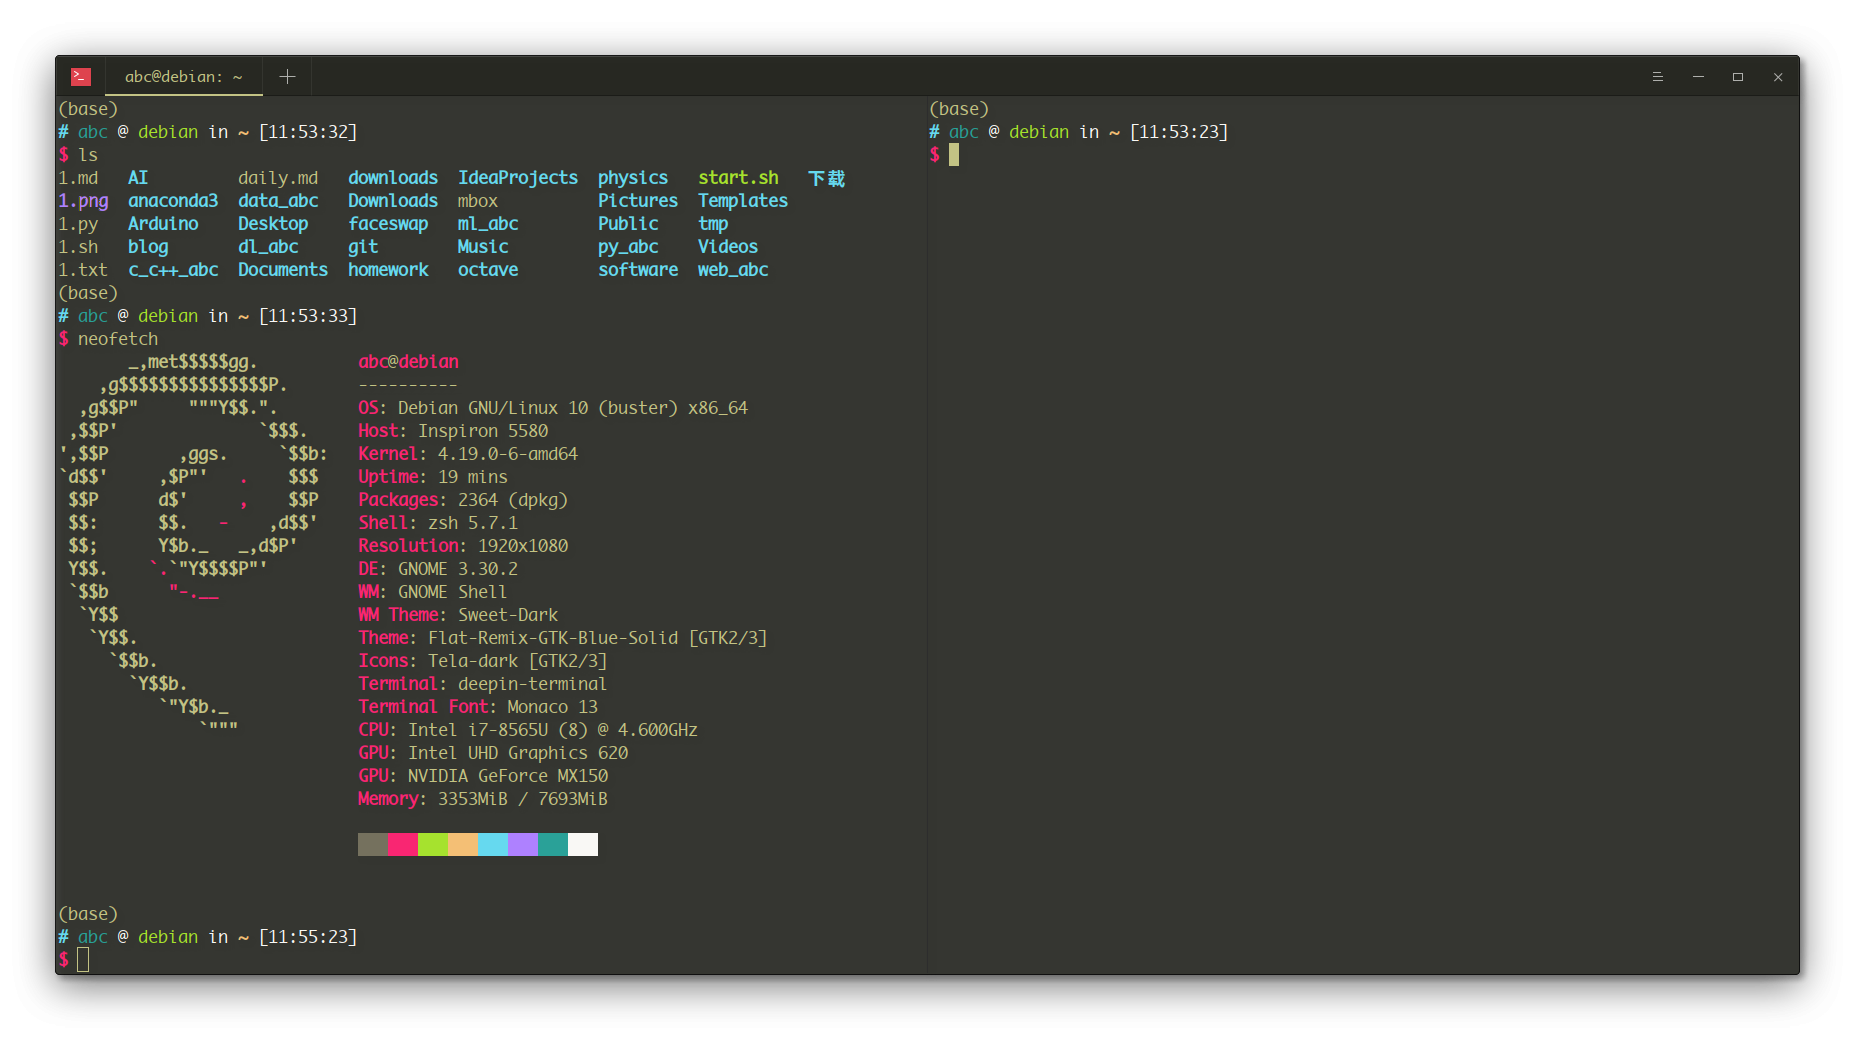 abc@debian: ~
(base)
# abc @ debian in ~ [11:53:32]
$ ls
1.md   AI         daily.md   downloads  IdeaProjects  physics   start.sh   下载
1.png  anaconda3  data_abc   Downloads  mbox          Pictures  Templates
1.py   Arduino    Desktop    faceswap   ml_abc        Public    tmp
1.sh   blog       dl_abc     git        Music         py_abc    Videos
1.txt  c_c++_abc  Documents  homework   octave        software  web_abc
(base)
# abc @ debian in ~ [11:53:33]
$ neofetch
       _,met$$$$$gg.          abc@debian
    ,g$$$$$$$$$$$$$$$P.       ----------
  ,g$$P"     """Y$$.".        OS: Debian GNU/Linux 10 (buster) x86_64
 ,$$P'              `$$$.     Host: Inspiron 5580
',$$P       ,ggs.     `$$b:   Kernel: 4.19.0-6-amd64
`d$$'     ,$P"'   .    $$$    Uptime: 19 mins
 $$P      d$'     ,    $$P    Packages: 2364 (dpkg)
 $$:      $$.   -    ,d$$'    Shell: zsh 5.7.1
 $$;      Y$b._   _,d$P'      Resolution: 1920x1080
 Y$$.    `.`"Y$$$$P"'         DE: GNOME 3.30.2
 `$$b      "-.__              WM: GNOME Shell
  `Y$$                        WM Theme: Sweet-Dark
   `Y$$.                      Theme: Flat-Remix-GTK-Blue-Solid [GTK2/3]
     `$$b.                    Icons: Tela-dark [GTK2/3]
       `Y$$b.                 Terminal: deepin-terminal
          `"Y$b._             Terminal Font: Monaco 13
              `"""            CPU: Intel i7-8565U (8) @ 4.600GHz
GPU: Intel UHD Graphics 620
GPU: NVIDIA GeForce MX150
Memory: 3353MiB / 7693MiB
(base)
# abc @ debian in ~ [11:55:23]
$
(base)
# abc @ debian in ~ [11:53:23]
$